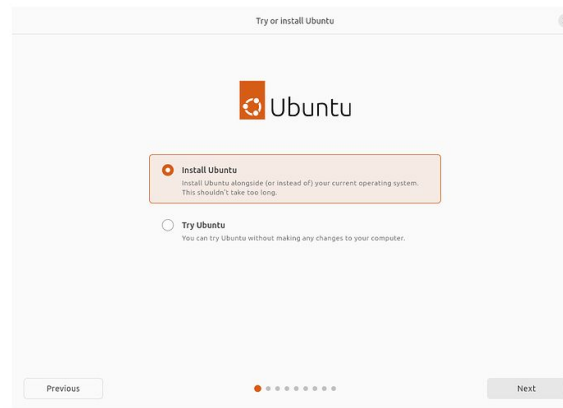 Try or install Ubuntu
Ubuntu
Install Ubuntu
Install Ubuntu alongside (or instead of) your current operating system.
This shouldn't take too long.
Try Ubuntu
You can try Ubuntu without making any changes to your computer.
Previous
Next